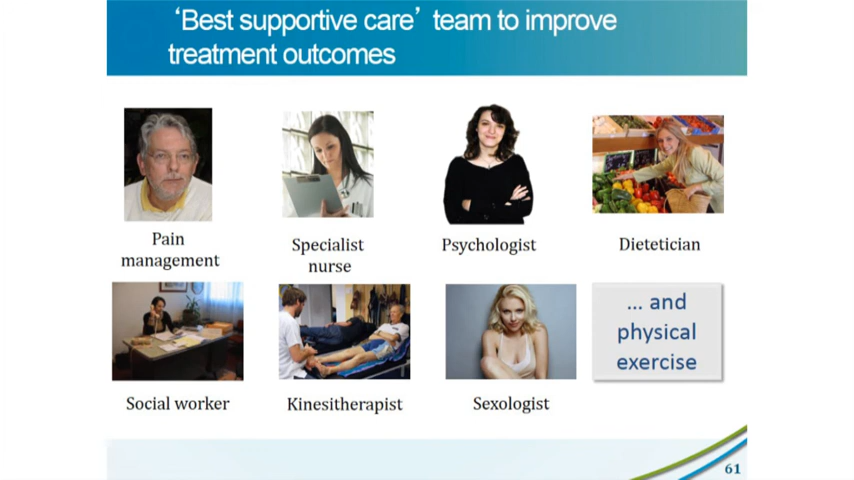 ‘Best supportive care’ team to improve
treatment outcomes
Pain
management
Specialist
nurse
Psychologist
Dietetician
Social worker
Kinesitherapist
Sexologist
... and
physical
exercise
61